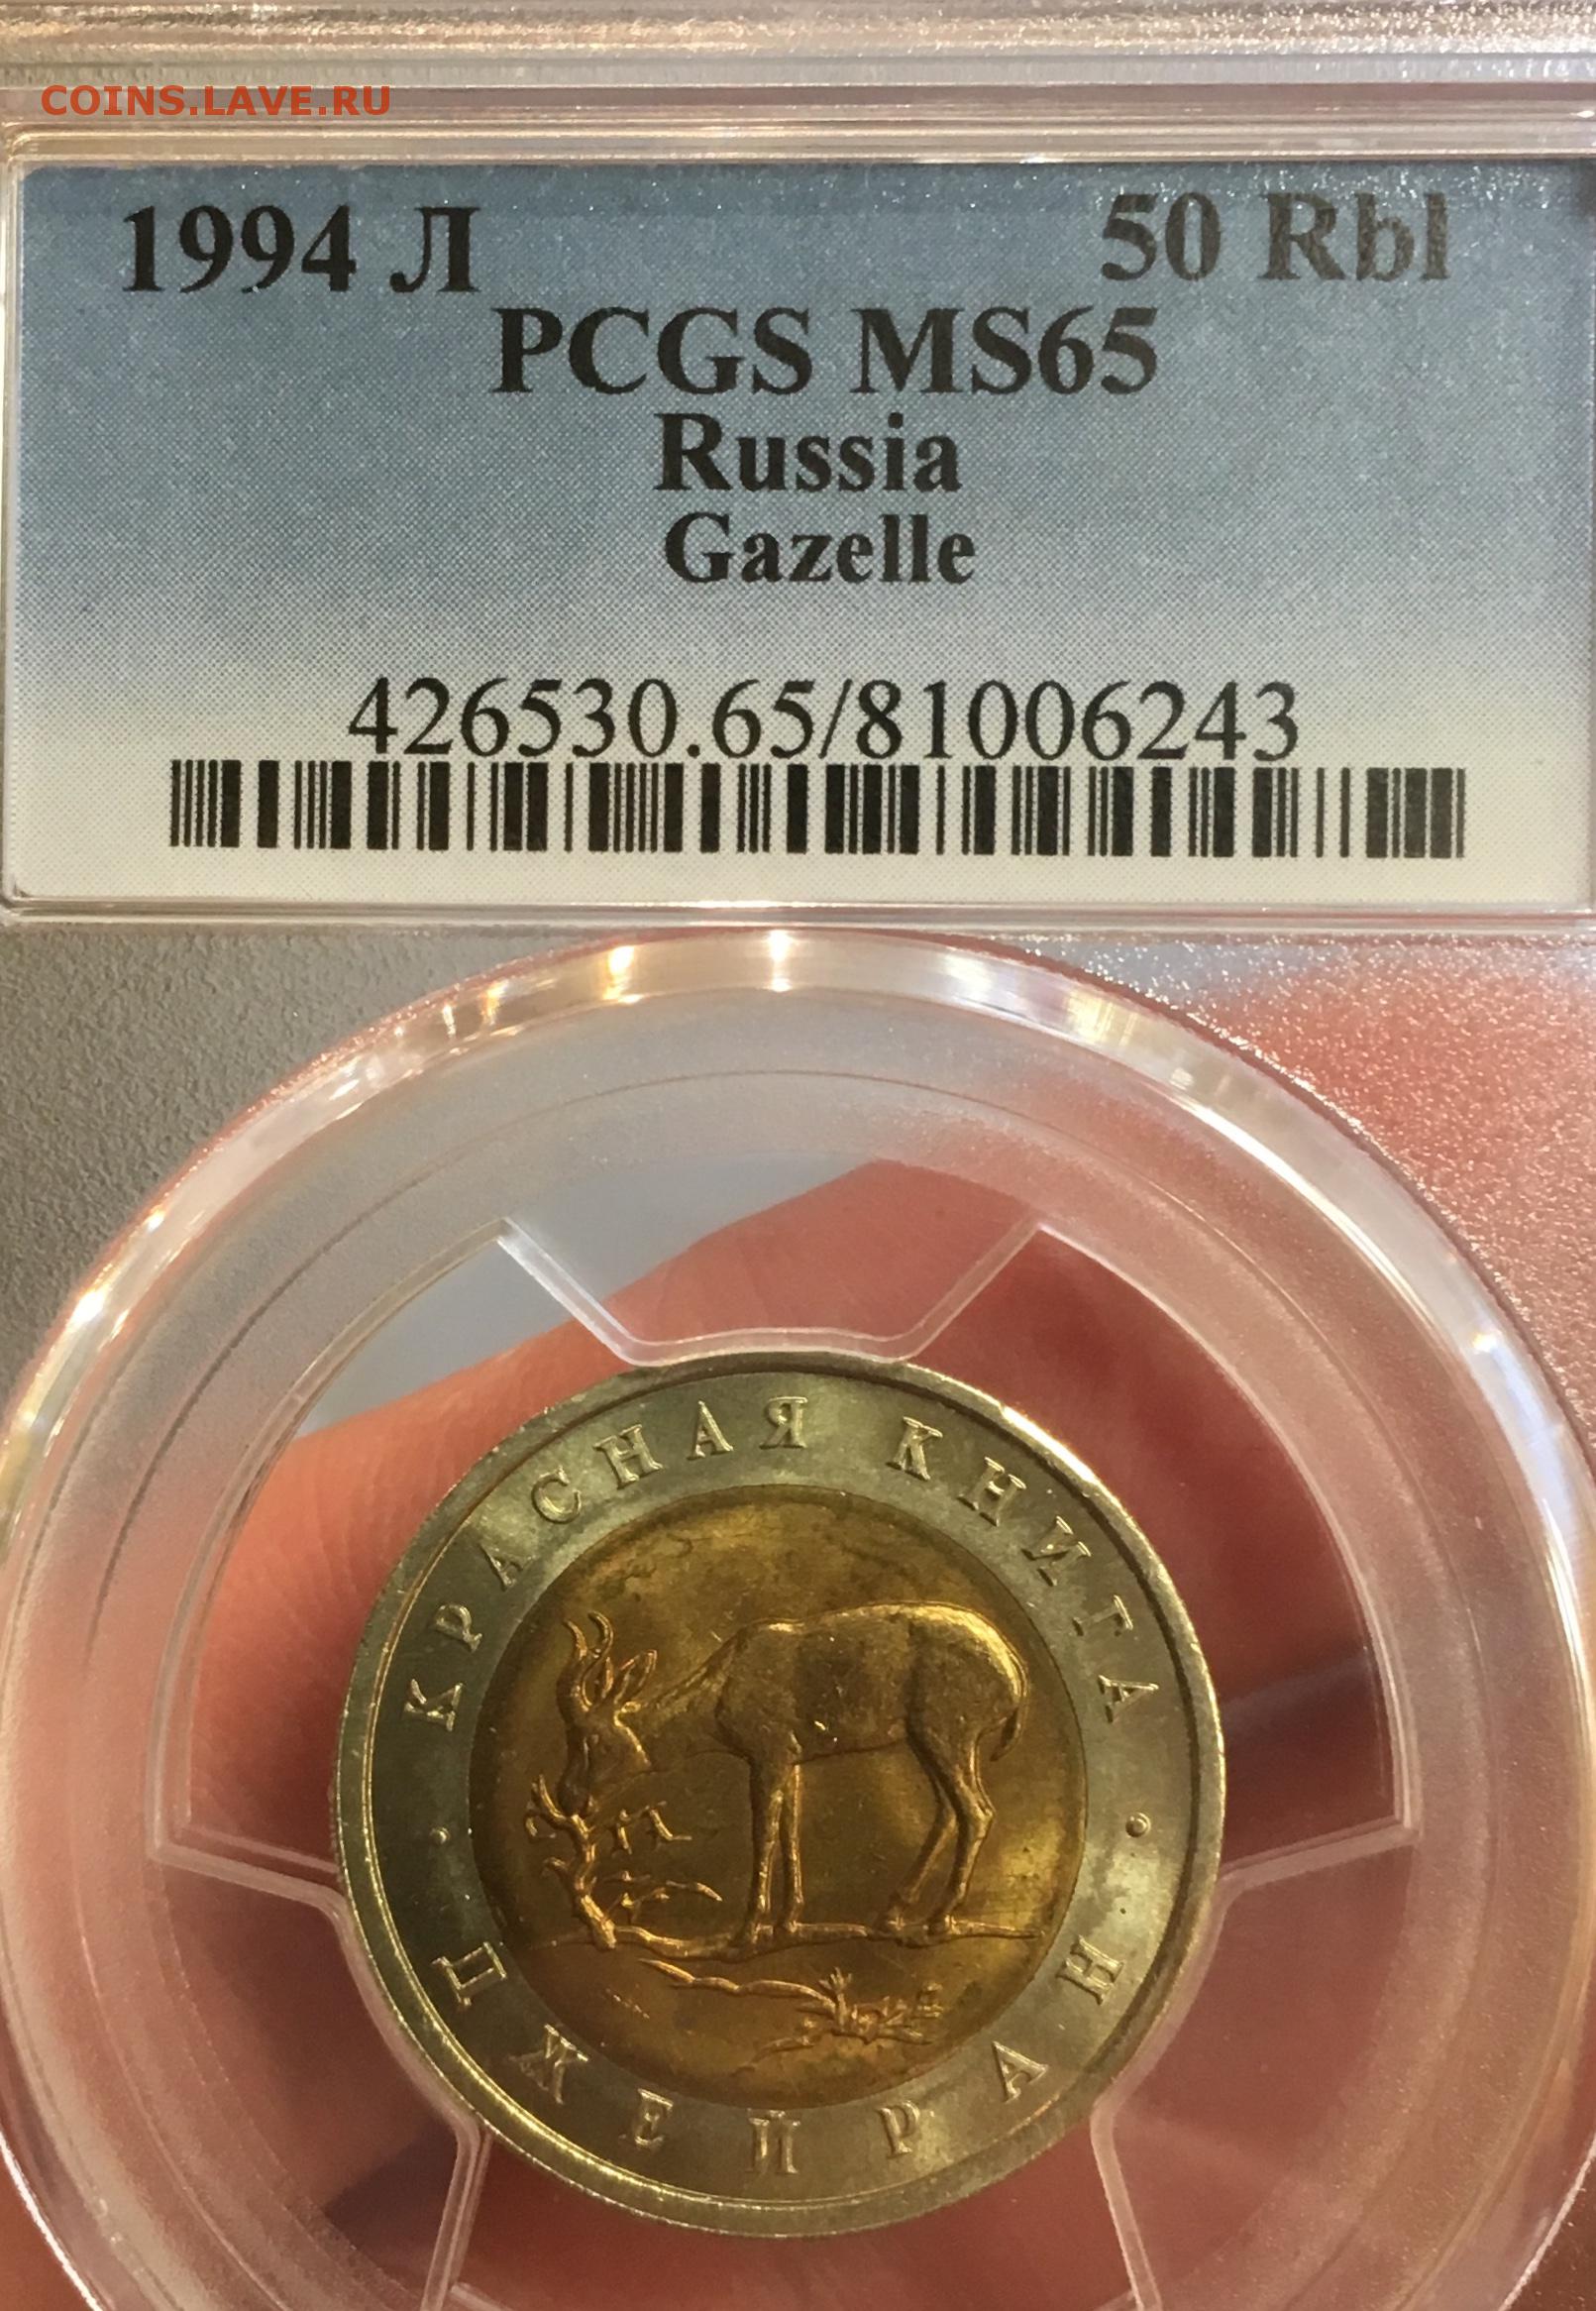 COINS.LAVE.RU
1994 Л 50 Rbl
PCGS MS65
Russia
Gazelle
426530.65/81006243
КРАСНАЯ КНИГА
ДЖЕЙРАН